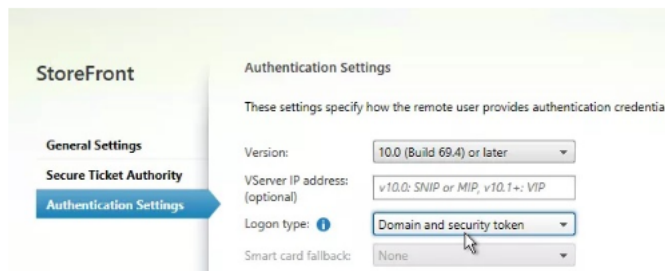 StoreFront
Authentication Settings
These settings specify how the remote user provides authentication credentia
General Settings
Secure Ticket Authority
Authentication Settings
Version:
10.0 (Build 69.4) or later
VServer IP address:
(optional)
v10.0: SNIP or MIP, v10.1+: VIP
Logon type:
Domain and security token
Smart card fallback:
None